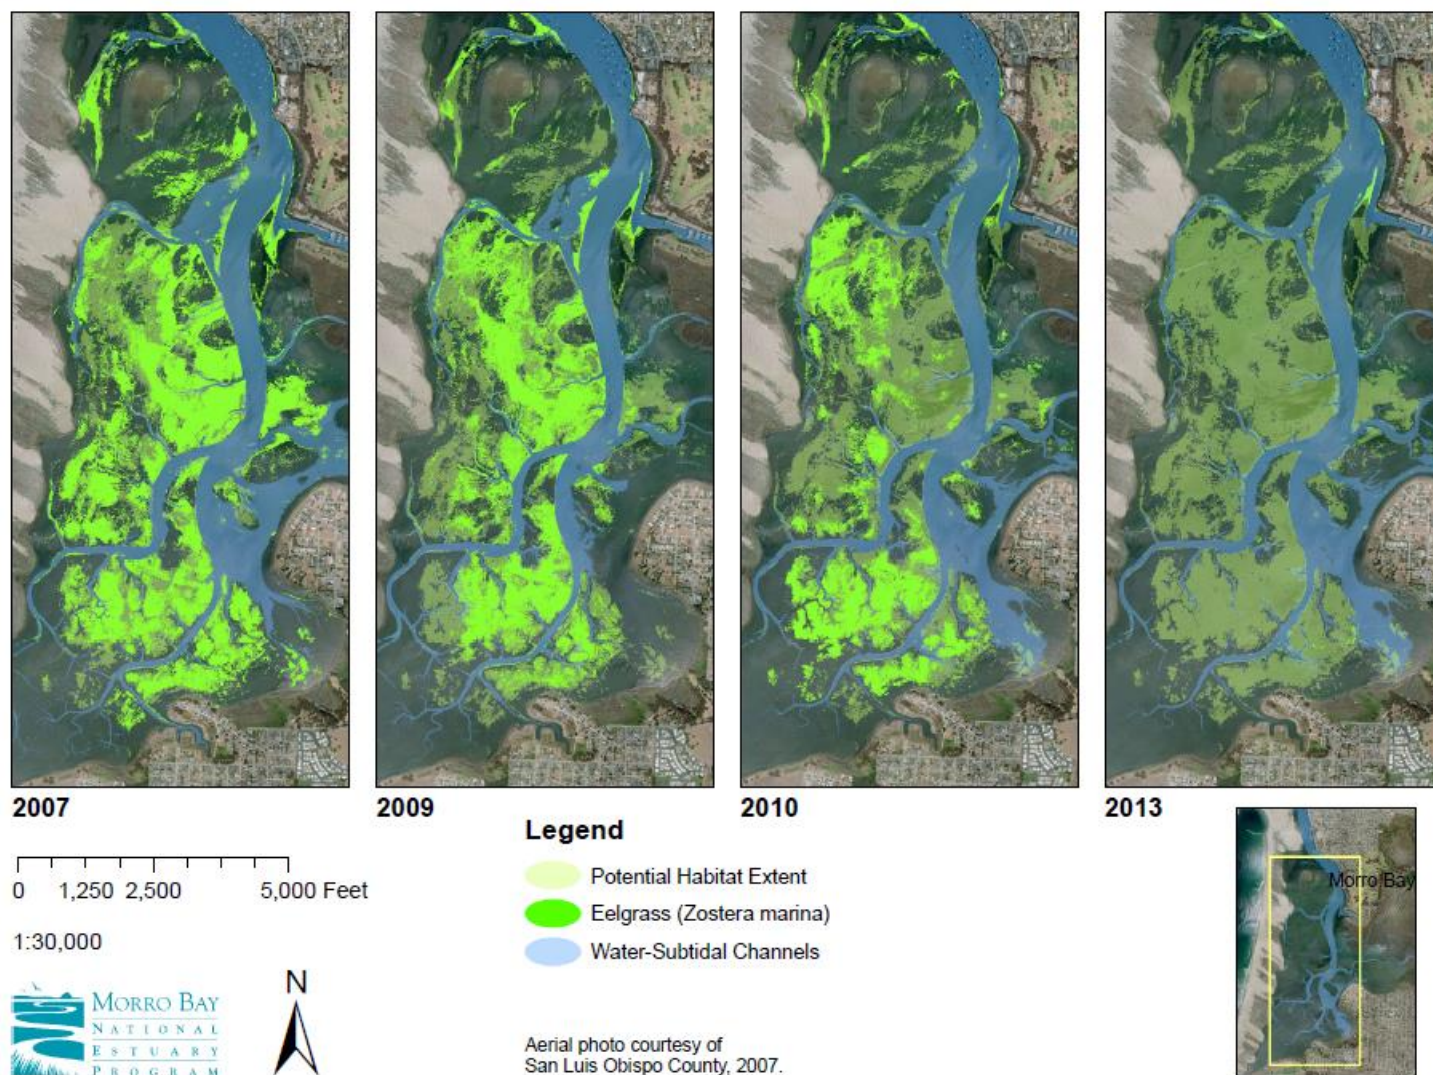 2007
2009
2010
2013
Legend
Potential Habitat Extent
Eelgrass (Zostera marina)
Water-Subtidal Channels
0 1,250 2,500 5,000 Feet
1:30,000
MORRO BAY
NATIONAL
ESTUARY
PROGRAM
N
Aerial photo courtesy of
San Luis Obispo County, 2007.
Morro Bay